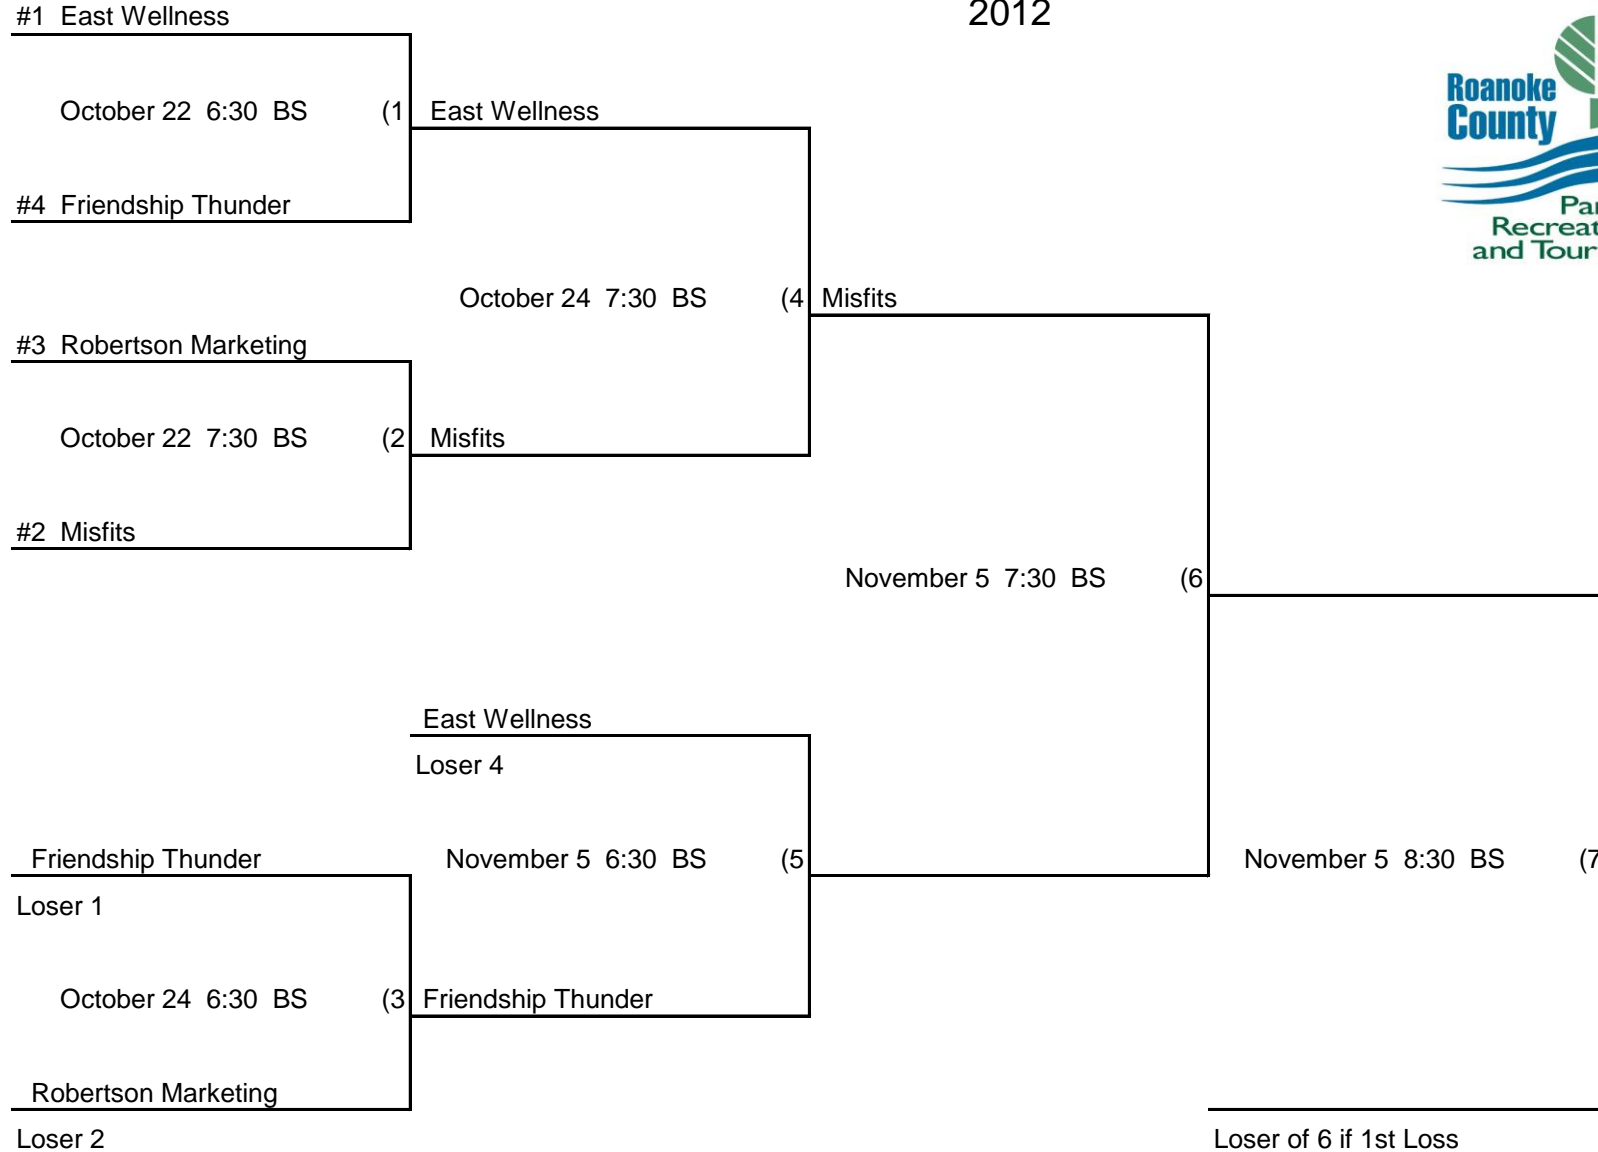 #1 East Wellness
2012
October 22 6:30 BS (1 East Wellness
Roanoke
County
#4 Friendship Thunder
Recreat
and Tour
October 24 7:30 BS (4 Misfits
#3 Robertson Marketing
October 22 7:30 BS (2 Misfits
#2 Misfits
November 5 7:30 BS (6
East Wellness
Loser 4
Friendship Thunder November 5 6:30 BS (5 November 5 8:30 BS (7
Loser 1
October 24 6:30 BS (3 Friendship Thunder
Robertson Marketing
Loser 2 Loser of 6 if 1st Loss